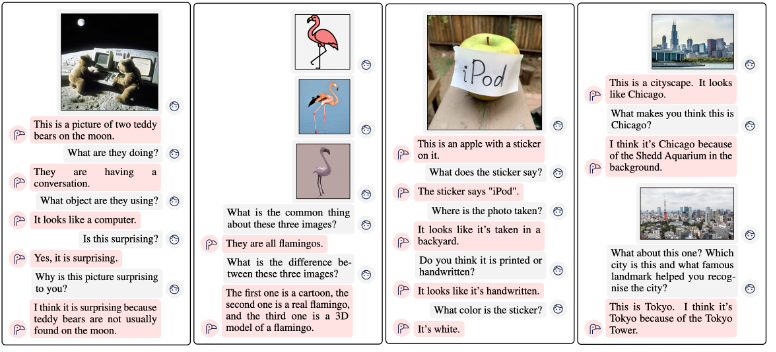 This is a picture of two teddy
bears on the moon.
What are they doing?
They are having a
conversation.
What object are they using?
It looks like a computer.
Is this surprising?
Yes, it is surprising.
Why is this picture surprising
to you?
I think it is surprising because
teddy bears are not usually
found on the moon.
What is the common thing
about these three images?
They are all flamingos.
What is the difference be-
tween these three images?
The first one is a cartoon, the
second one is a real flamingo,
and the third one is a 3D
model of a flamingo.
iPod
This is an apple with a sticker
on it.
What does the sticker say?
The sticker says "iPod".
Where is the photo taken?
It looks like it's taken in a
backyard.
Do you think it is printed or
handwritten?
It looks like it's handwritten.
What color is the sticker?
It's white.
This is a cityscape. It looks
like Chicago.
What makes you think this is
Chicago?
I think it's Chicago because
of the Shedd Aquarium in the
background.
What about this one? Which
city is this and what famous
landmark helped you recog-
nise the city?
This is Tokyo. I think it's
Tokyo because of the Tokyo
Tower.